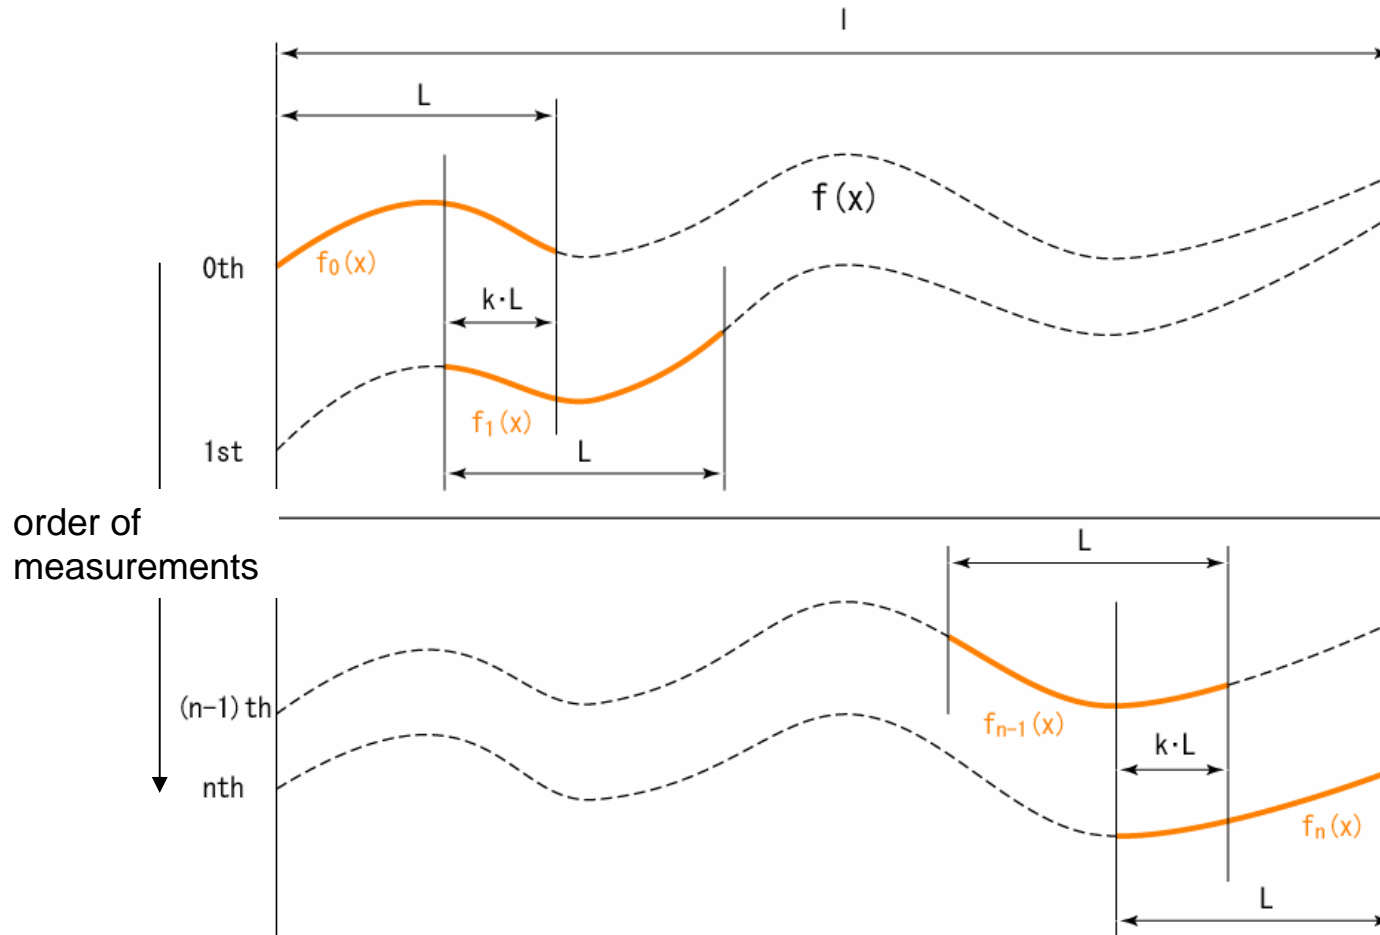 l
L
f(x)
0th
f₀(x)
k·L
f₁(x)
1st
L
order of
measurements
L
(n-1)th
fₙ₋₁(x)
k·L
nth
fₙ(x)
L